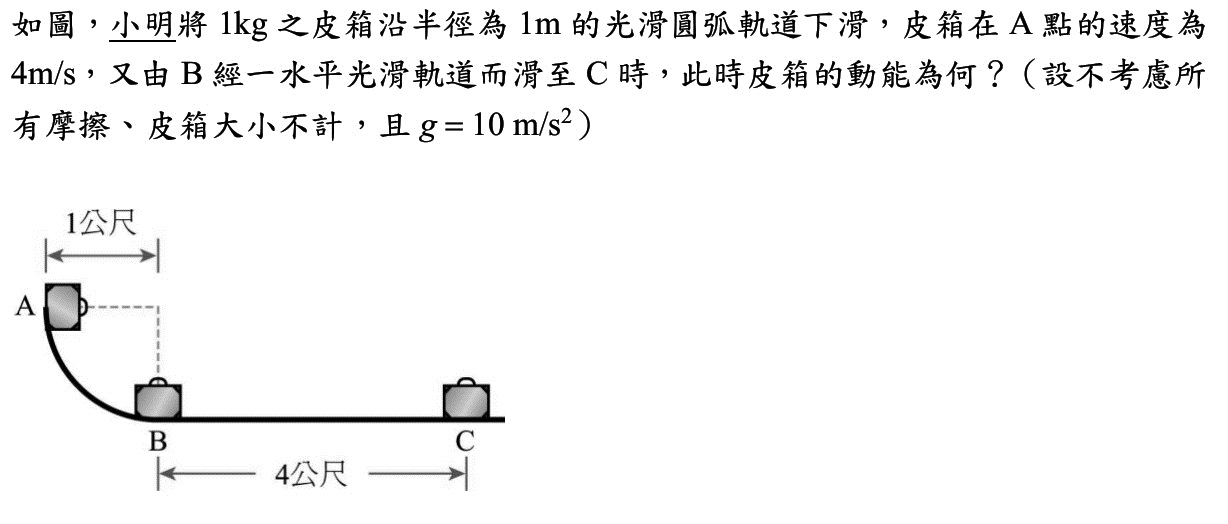 如圖，小明將 1kg 之皮箱沿半徑為 1m 的光滑圓弧軌道下滑，皮箱在 A 點的速度為
4m/s，又由 B 經一水平光滑軌道而滑至 C 時，此時皮箱的動能為何？（設不考慮所
有摩擦、皮箱大小不計，且 g = 10 m/s²）
1公尺
A
B
C
4公尺